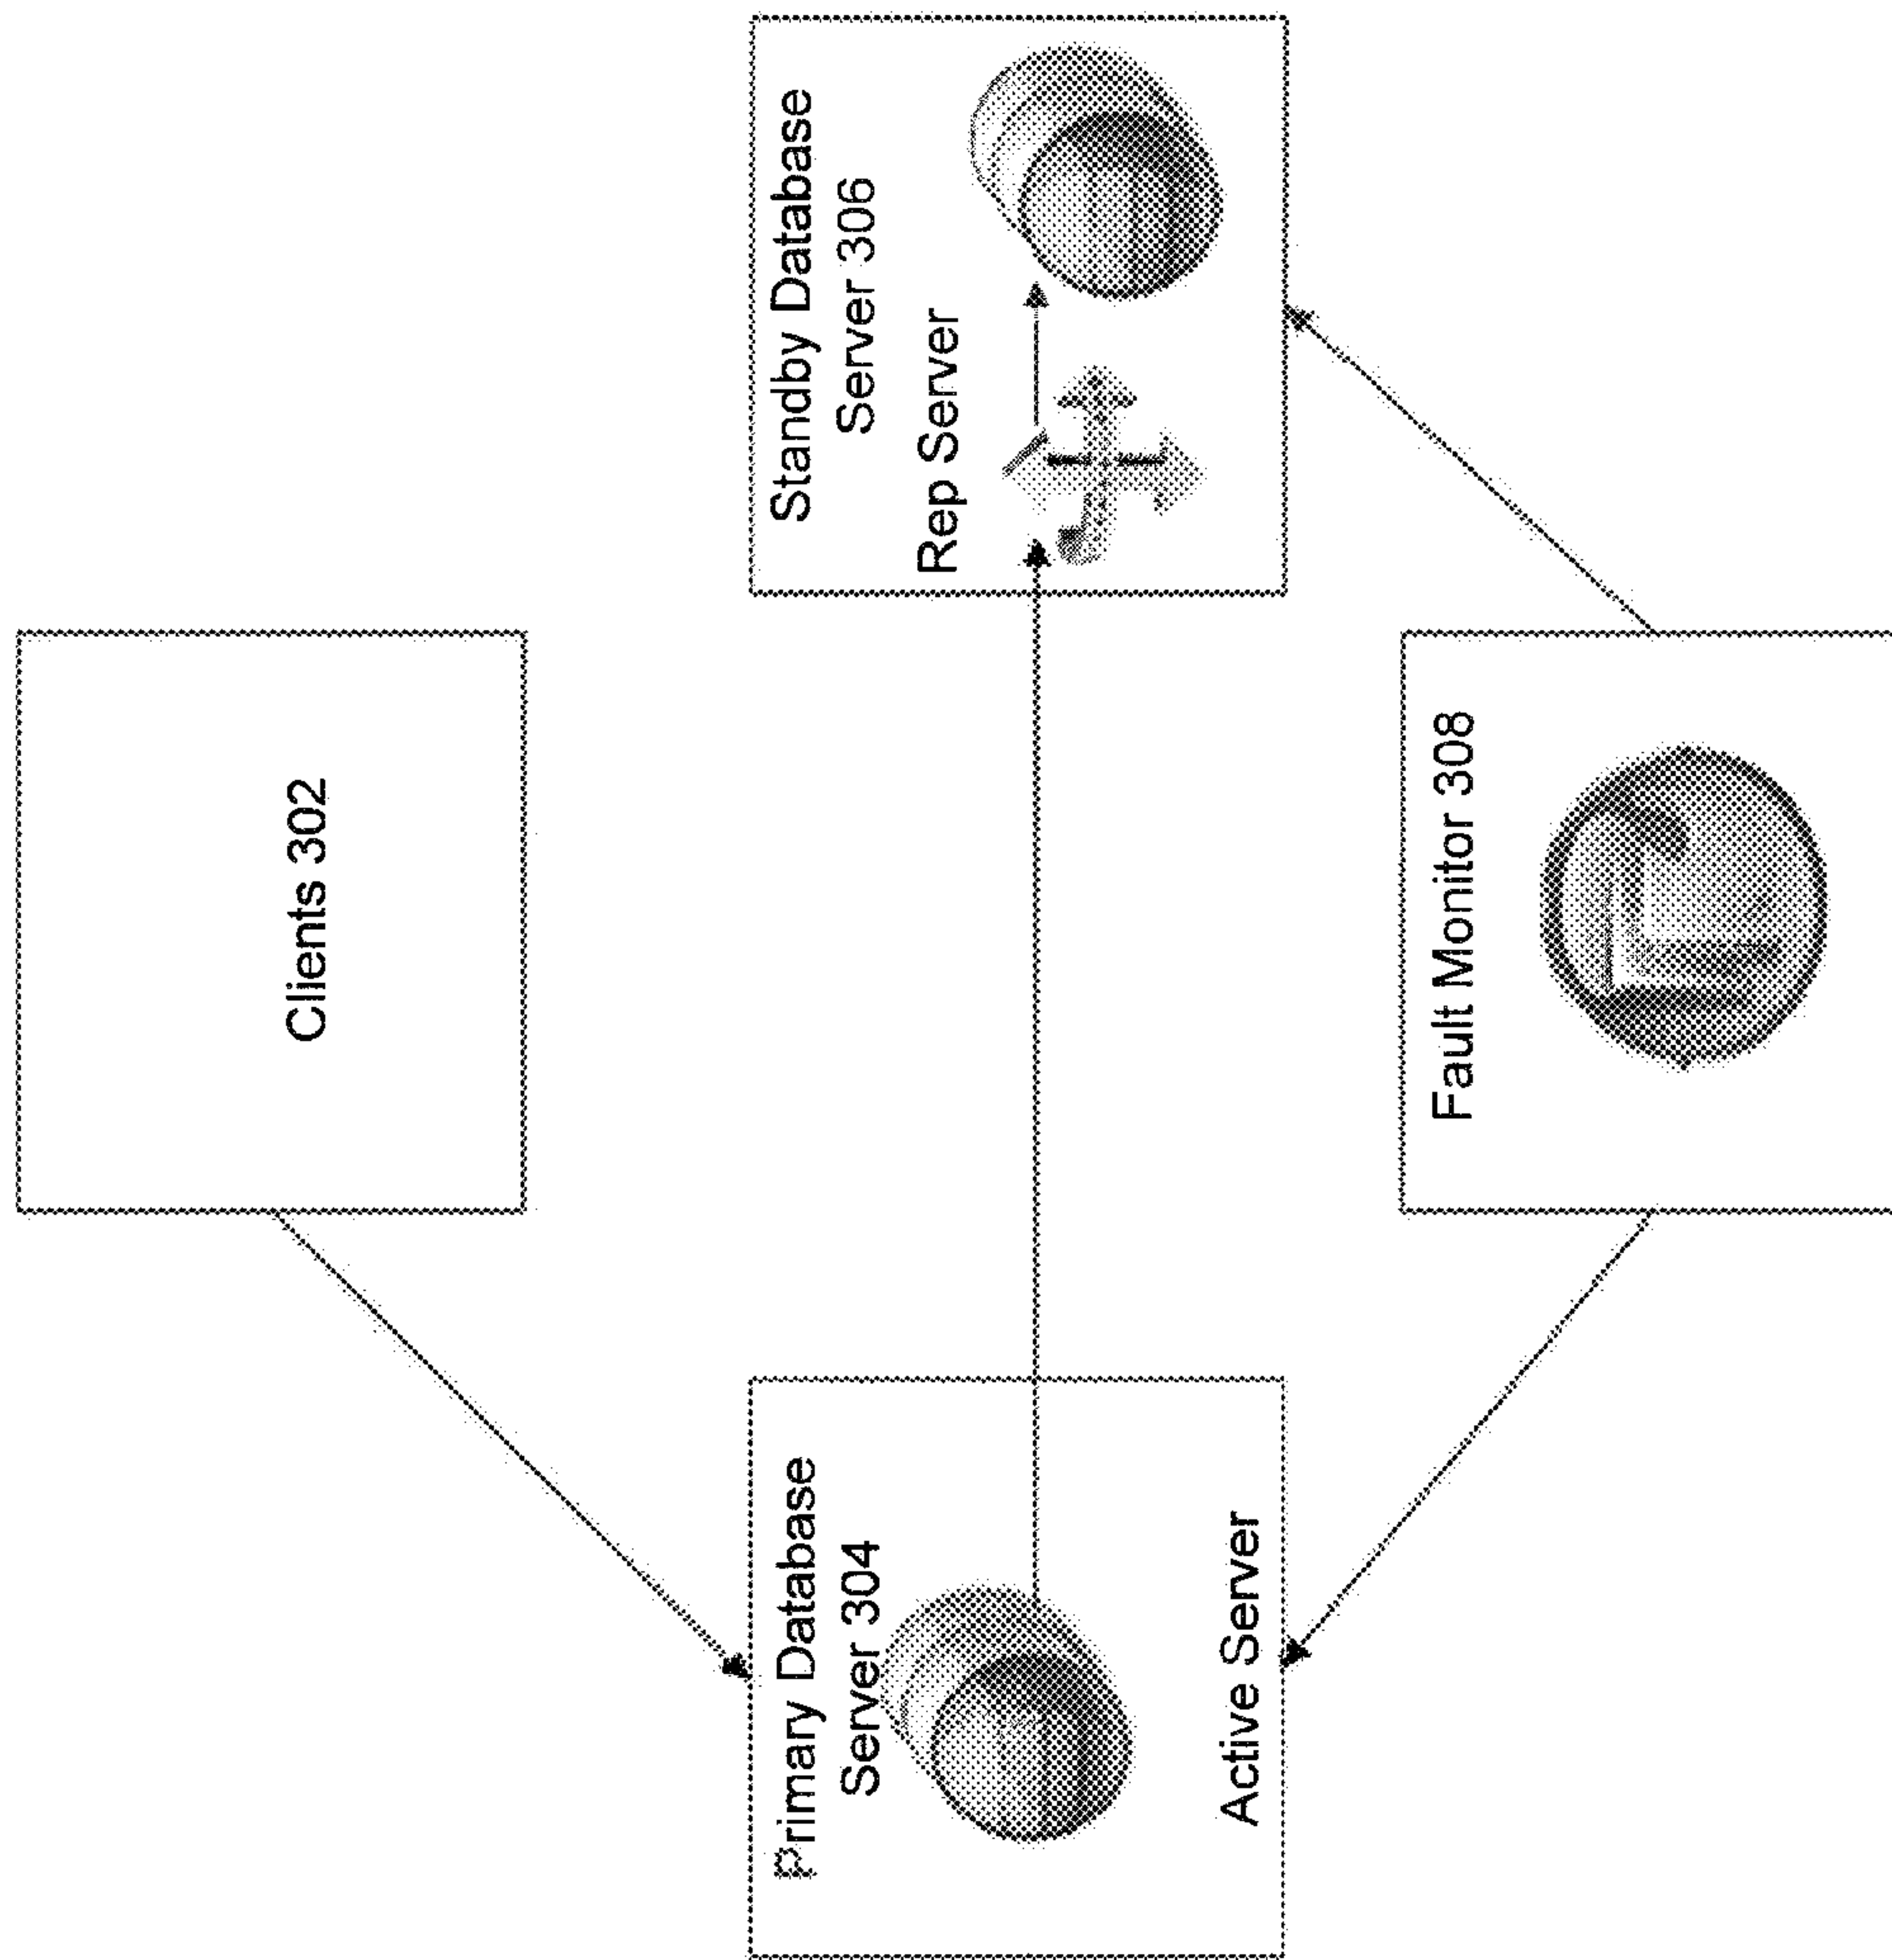 Clients 302
Primary Database
Server 304
Active Server
Standby Database
Server 306
Rep Server
Fault Monitor 308